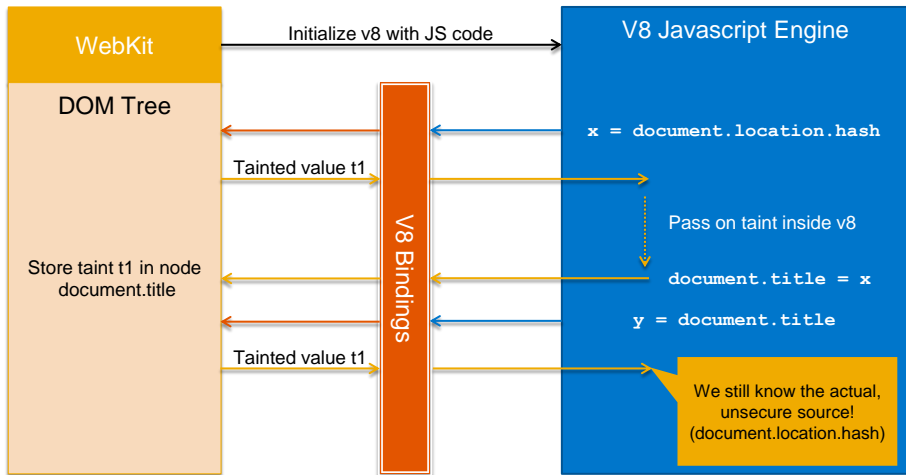 WebKit
Initialize v8 with JS code
V8 Javascript Engine
DOM Tree
x = document.location.hash
Tainted value t1
V8 Bindings
Pass on taint inside v8
Store taint t1 in node
document.title
document.title = x
y = document.title
Tainted value t1
We still know the actual,
unsecure source!
(document.location.hash)